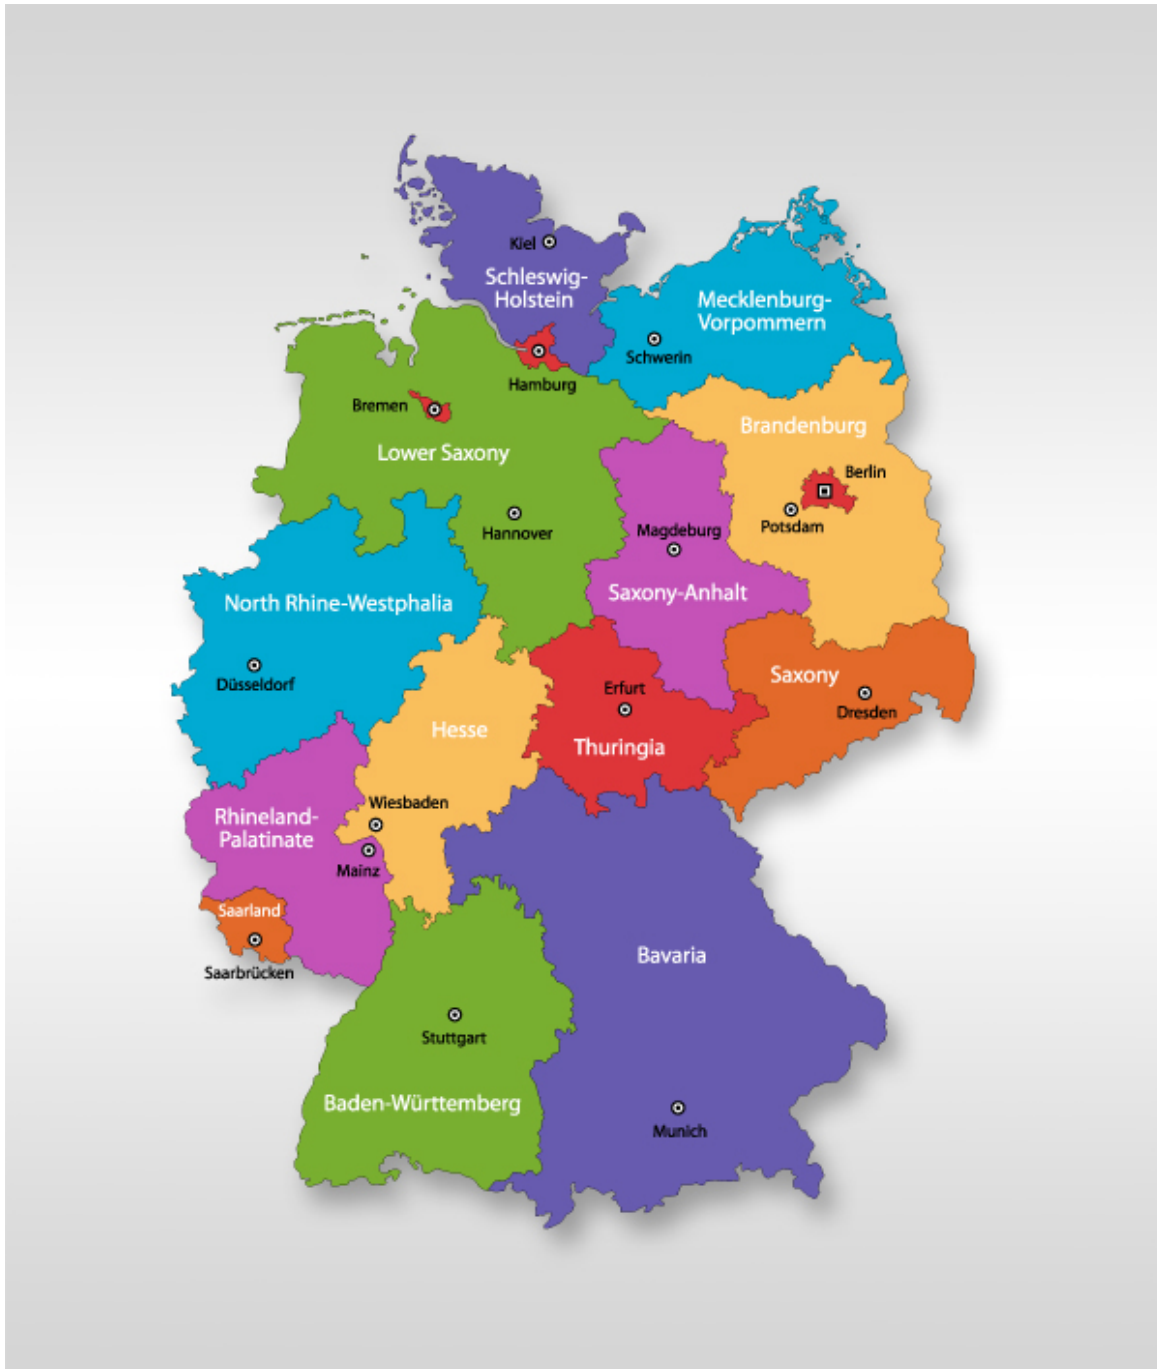 Kiel
Schleswig-
Holstein
Mecklenburg-
Vorpommern
Schwerin
Hamburg
Bremen
Lower Saxony
Brandenburg
Berlin
Potsdam
Hannover
Magdeburg
Saxony-Anhalt
North Rhine-Westphalia
Düsseldorf
Saxony
Dresden
Erfurt
Thuringia
Hesse
Wiesbaden
Rhineland-
Palatinate
Mainz
Saarland
Saarbrücken
Bavaria
Stuttgart
Baden-Württemberg
Munich